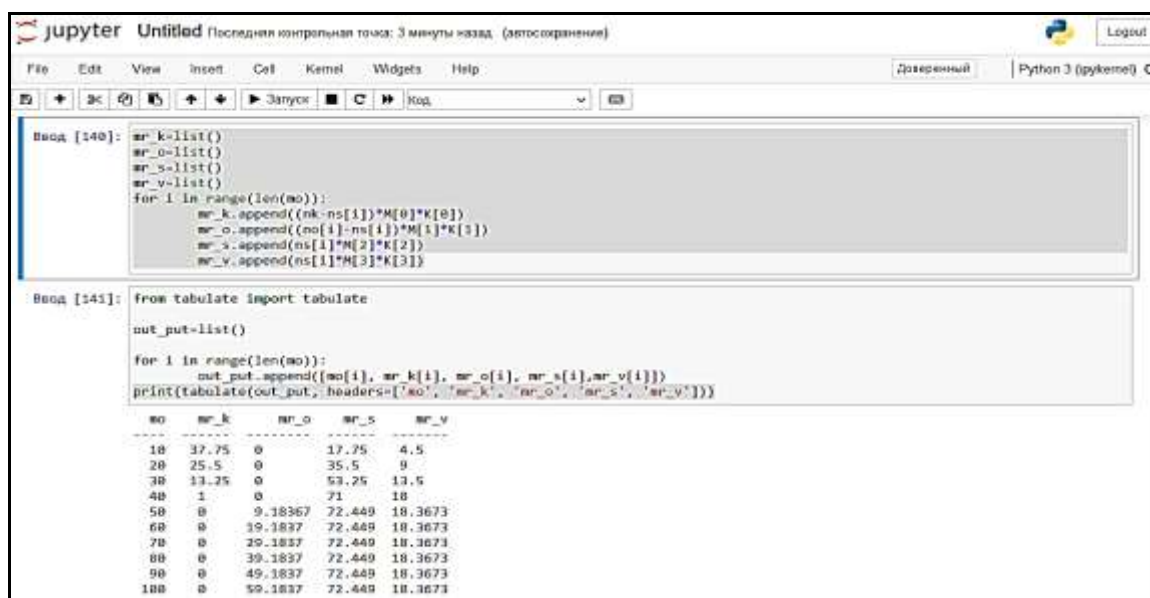 jupyter Untitled Последняя контрольная точка: 3 минуты назад (автосохранение) Logout
File Edit View Insert Cell Kernel Widgets Help Доверенный Python 3 (ipykernel)
Запуск Код
Ввод [140]: mr_k=list()
mr_o=list()
mr_s=list()
mr_v=list()
for i in range(len(mo)):
mr_k.append((nk-ns[i])*M[0]*K[0])
mr_o.append((no[i]-ns[i])*M[1]*K[1])
mr_s.append(ns[i]*M[2]*K[2])
mr_v.append(ns[i]*M[3]*K[3])
Ввод [141]: from tabulate import tabulate
out_put=list()
for i in range(len(mo)):
out_put.append([mo[i], mr_k[i], mr_o[i], mr_s[i],mr_v[i]])
print(tabulate(out_put, headers=['mo', 'mr_k', 'mr_o', 'mr_s', 'mr_v']))
mo mr_k mr_o mr_s mr_v
---- ------ -------- ------ -------
10 37.75 0 17.75 4.5
20 25.5 0 35.5 9
30 13.25 0 53.25 13.5
40 1 0 71 18
50 0 9.18367 72.449 18.3673
60 0 19.1837 72.449 18.3673
70 0 29.1837 72.449 18.3673
80 0 39.1837 72.449 18.3673
90 0 49.1837 72.449 18.3673
100 0 59.1837 72.449 18.3673